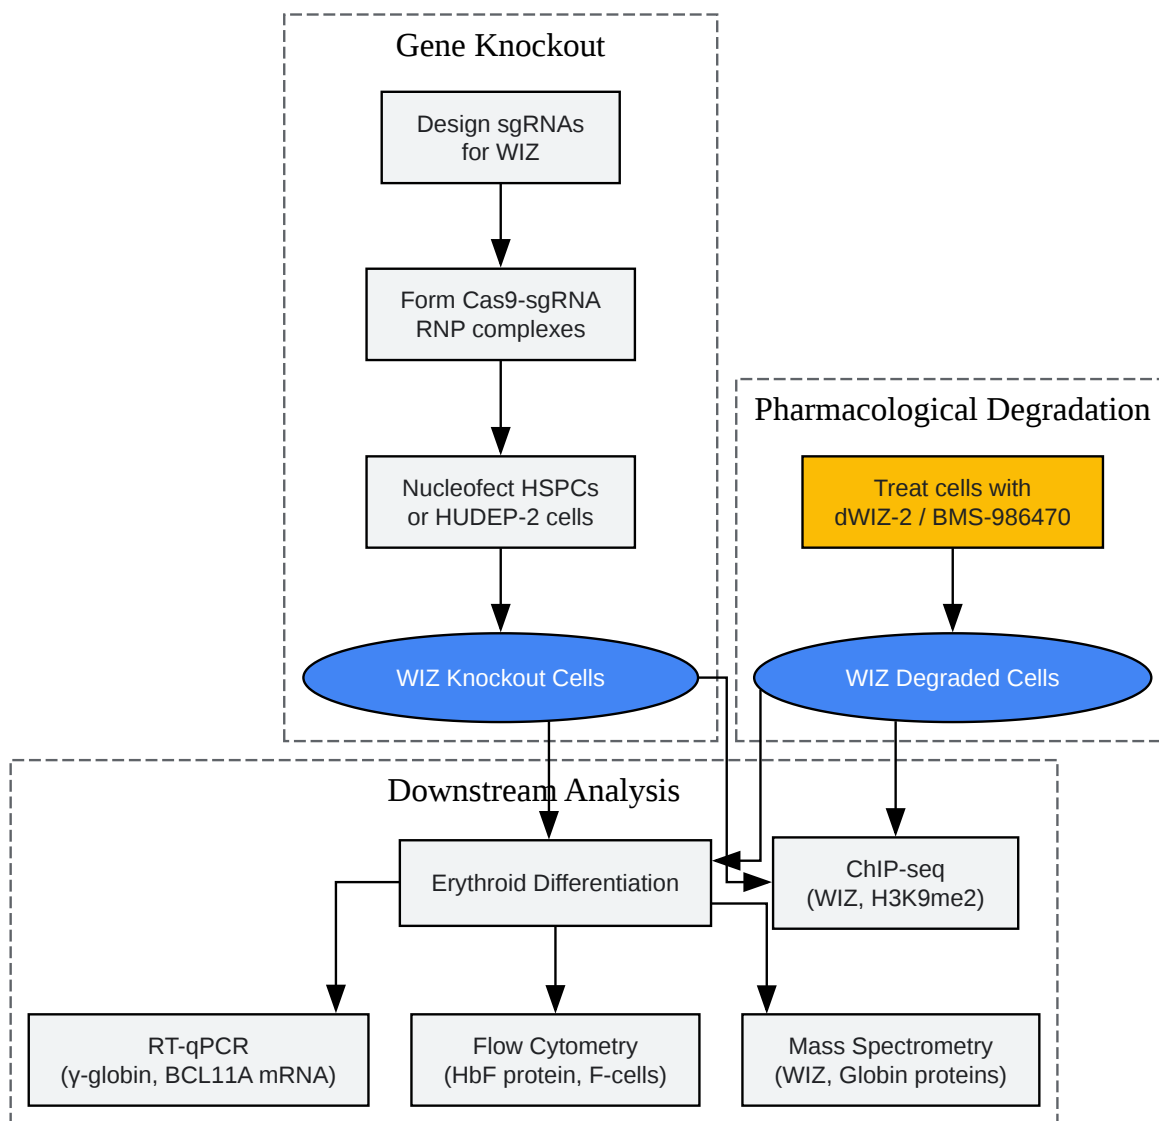 Gene Knockout
Design sgRNAs
for WIZ
Form Cas9-sgRNA
RNP complexes
Nucleofect HSPCs
or HUDEP-2 cells
WIZ Knockout Cells
Pharmacological Degradation
Treat cells with
dWIZ-2 / BMS-986470
WIZ Degraded Cells
Downstream Analysis
Erythroid Differentiation
ChIP-seq
(WIZ, H3K9me2)
RT-qPCR
(γ-globin, BCL11A mRNA)
Flow Cytometry
(HbF protein, F-cells)
Mass Spectrometry
(WIZ, Globin proteins)